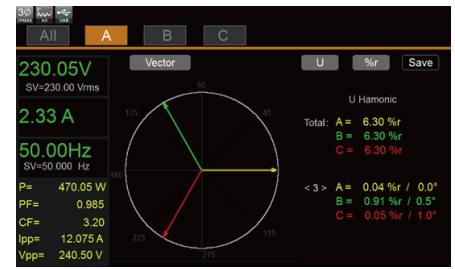 3Ø
3PHASE AC USB
All A B C
230.05V
SV=230.00 Vrms
2.33 A
50.00Hz
SV=50.000 Hz
P= 470.05 W
PF= 0.985
CF= 3.20
Ipp= 12.075 A
Vpp= 240.50 V
Vector
90
135 45
180
225 315
270
U %r Save
U Hamonic
Total: A = 6.30 %r
B = 6.30 %r
C = 6.30 %r
< 3 > A = 0.04 %r / 0.0°
B = 0.91 %r / 0.5°
C = 0.05 %r / 1.0°